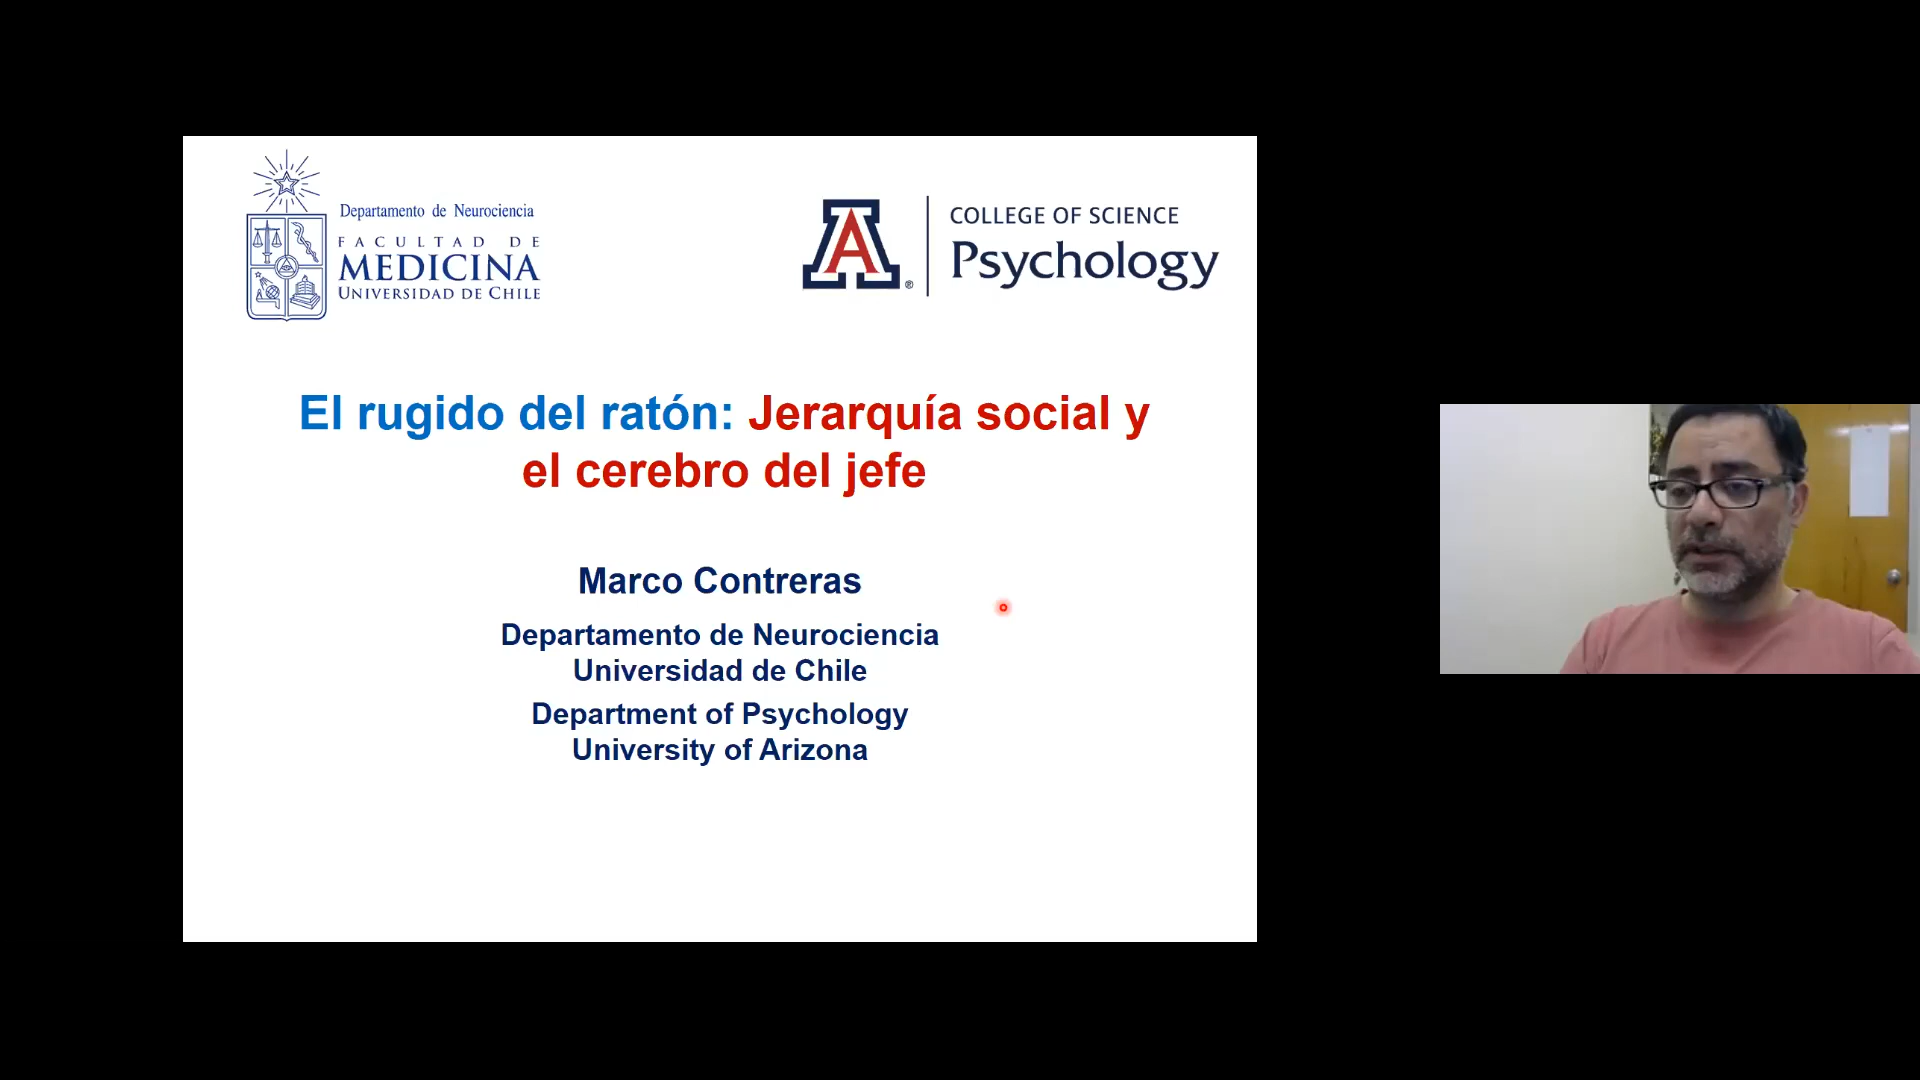 Departamento de Neurociencia
FACULTAD DE
MEDICINA
UNIVERSIDAD DE CHILE
A ®
COLLEGE OF SCIENCE
Psychology
El rugido del ratón: Jerarquía social y
el cerebro del jefe
Marco Contreras
Departamento de Neurociencia
Universidad de Chile
Department of Psychology
University of Arizona